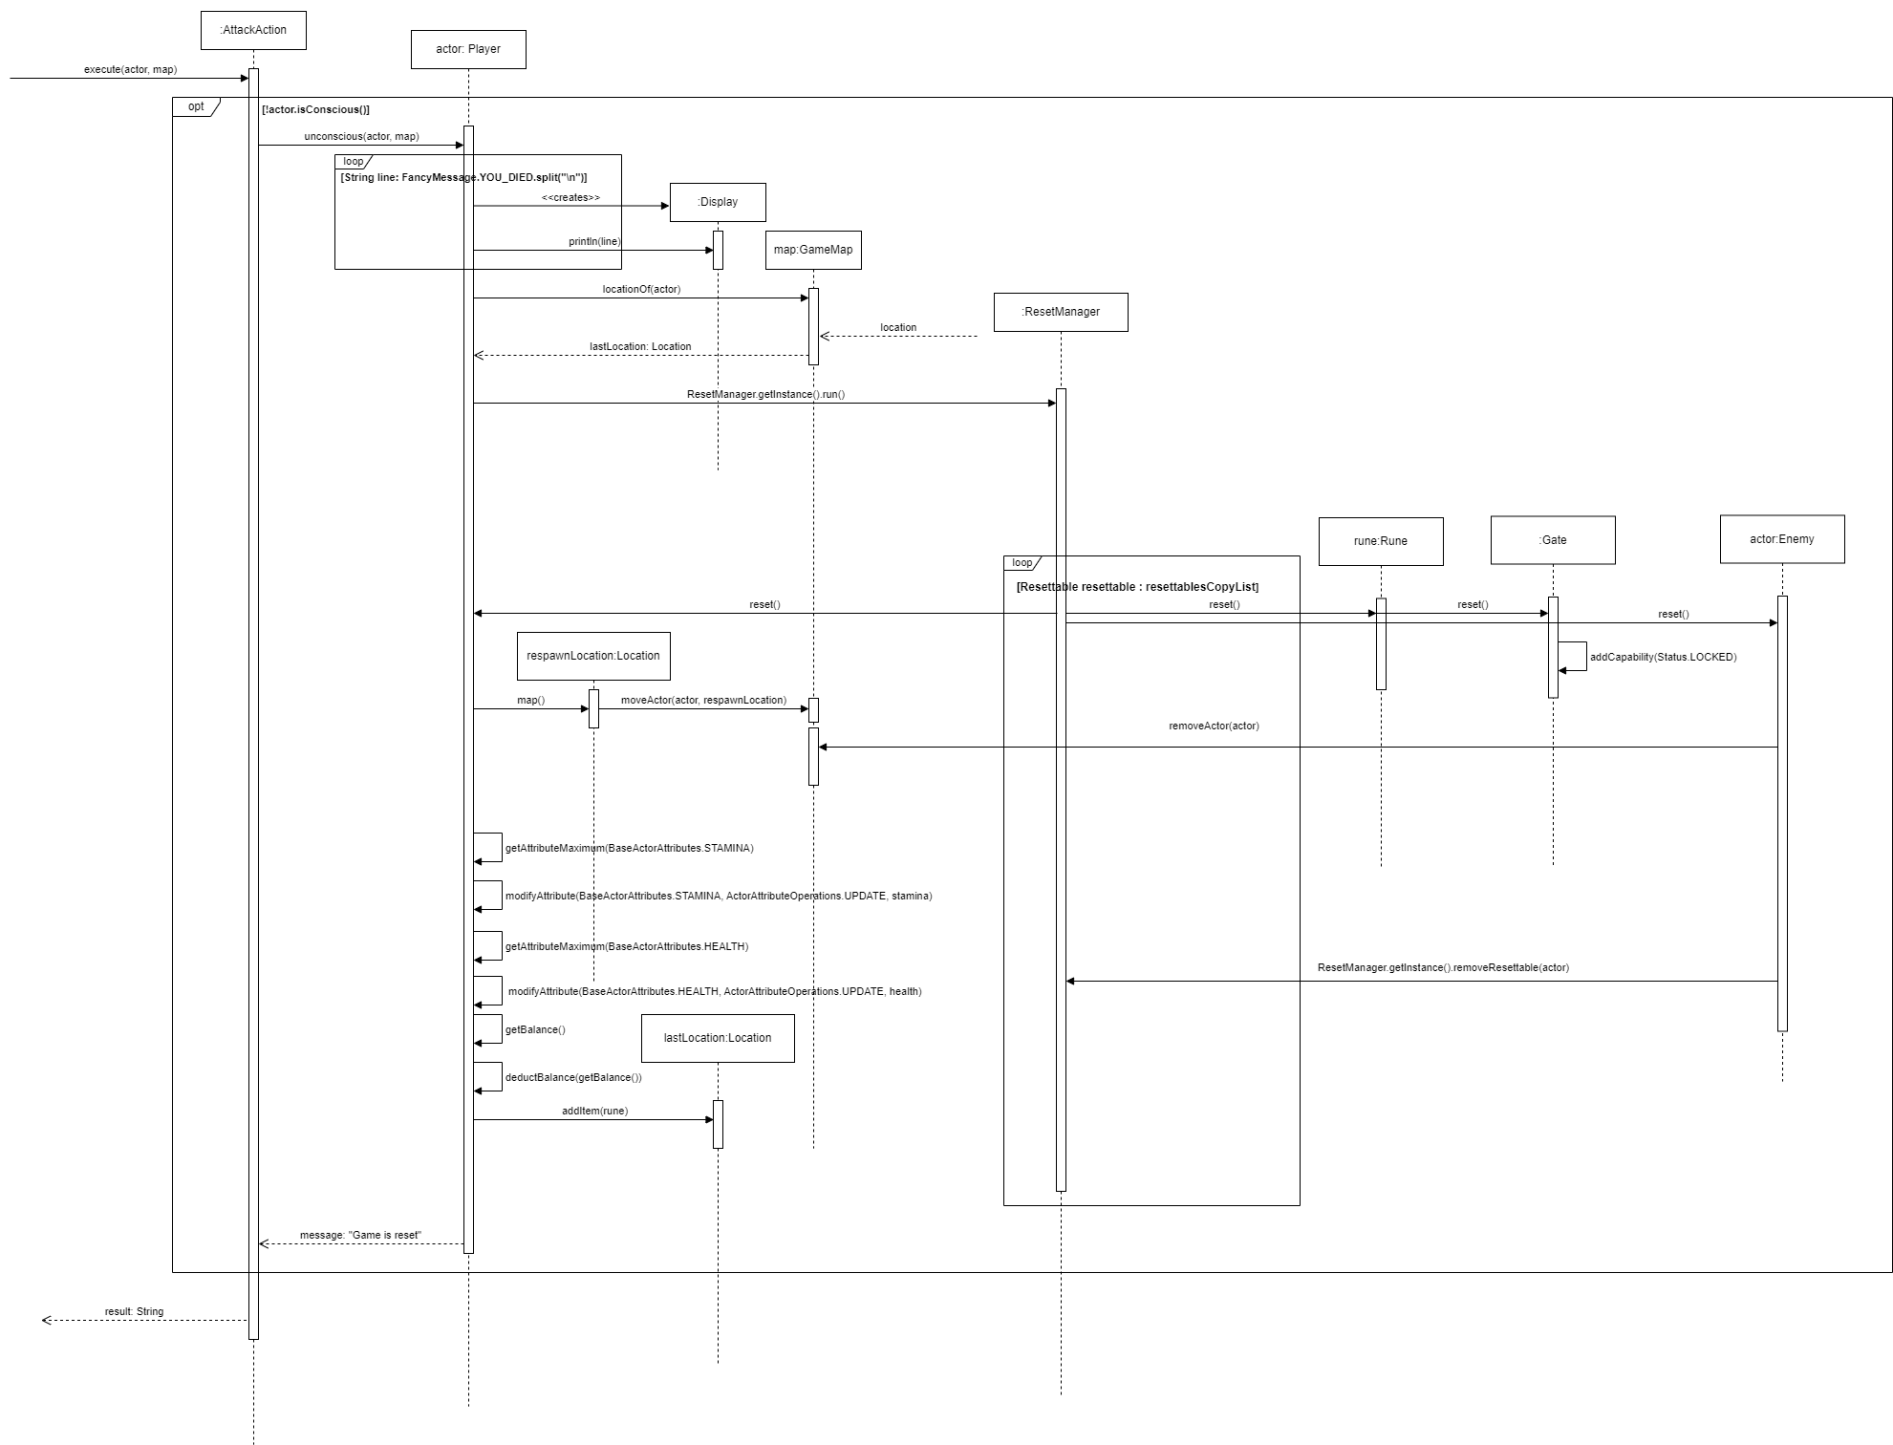 :AttackAction
actor: Player
execute(actor, map)
opt
[!actor.isConscious()]
unconscious(actor, map)
loop
[String line: FancyMessage.YOU_DIED.split("\n")]
<<creates>>
:Display
println(line)
map:GameMap
locationOf(actor)
:ResetManager
location
lastLocation: Location
ResetManager.getInstance().run()
rune:Rune
:Gate
actor:Enemy
loop
[Resettable resettable : resettablesCopyList]
reset()
reset()
reset()
reset()
respawnLocation:Location
addCapability(Status.LOCKED)
map()
moveActor(actor, respawnLocation)
removeActor(actor)
getAttributeMaximum(BaseActorAttributes.STAMINA)
modifyAttribute(BaseActorAttributes.STAMINA, ActorAttributeOperations.UPDATE, stamina)
getAttributeMaximum(BaseActorAttributes.HEALTH)
ResetManager.getInstance().removeResettable(actor)
modifyAttribute(BaseActorAttributes.HEALTH, ActorAttributeOperations.UPDATE, health)
getBalance()
lastLocation:Location
deductBalance(getBalance())
addItem(rune)
message: "Game is reset"
result: String